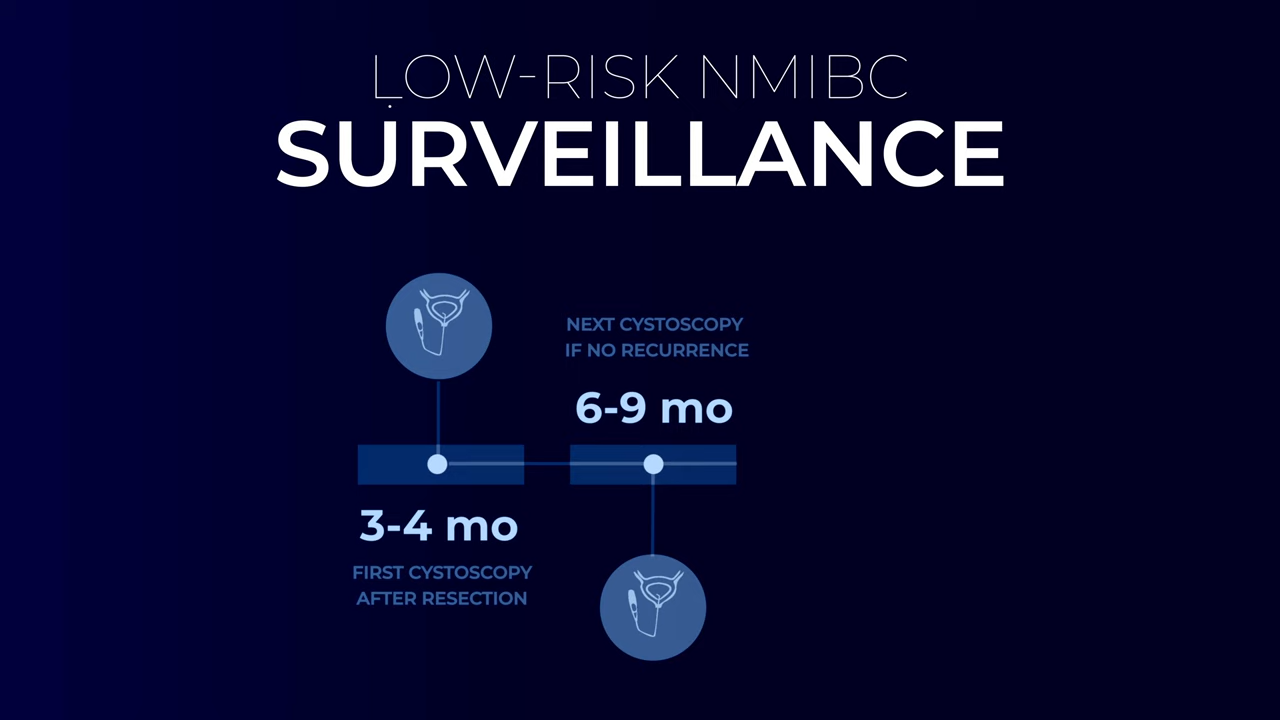 LOW-RISK NMIBC
SURVEILLANCE
NEXT CYSTOSCOPY
IF NO RECURRENCE
6-9 mo
3-4 mo
FIRST CYSTOSCOPY
AFTER RESECTION